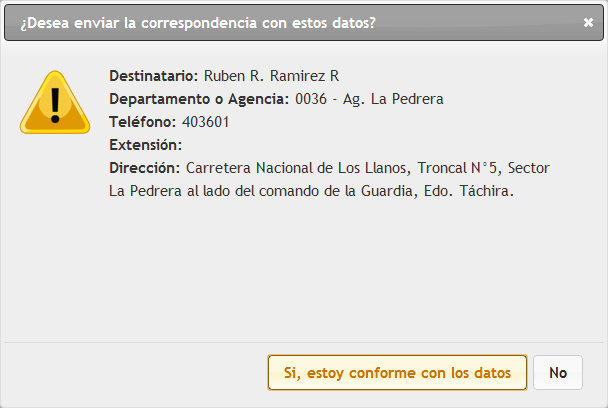 ¿Desea enviar la correspondencia con estos datos?
Destinatario: Ruben R. Ramirez R
Departamento o Agencia: 0036 - Ag. La Pedrera
Teléfono: 403601
Extensión:
Dirección: Carretera Nacional de Los Llanos, Troncal N°5, Sector
La Pedrera al lado del comando de la Guardia, Edo. Táchira.
Si, estoy conforme con los datos
No